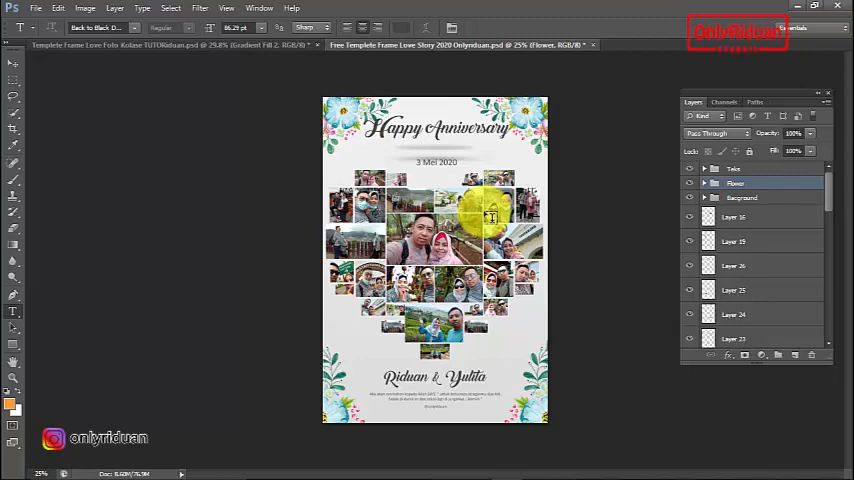 Ps File Edit Image Layer Type Select Filter View Window Help
OnlyRiduan
T Back to Black D... Regular 86.29 pt Sharp Essentials
Templete Frame Love Foto Kolase TUTORiduan.psd @ 29.8% (Gradient Fill 2, RGB/8) * × Free Templete Frame Love Story 2020 Onlyriduan.psd @ 25% (Flower, RGB/8) * ×
Layers Channels Paths
Kind
Pass Through Opacity: 100%
Lock: Fill: 100%
Teks
Flower
Background
Layer 16
Layer 19
Layer 26
Layer 25
Layer 24
Layer 23
Happy Anniversary
3 Mei 2020
Riduan & Yulita
onlyriduan
25% Doc: 8.60M/76.9M